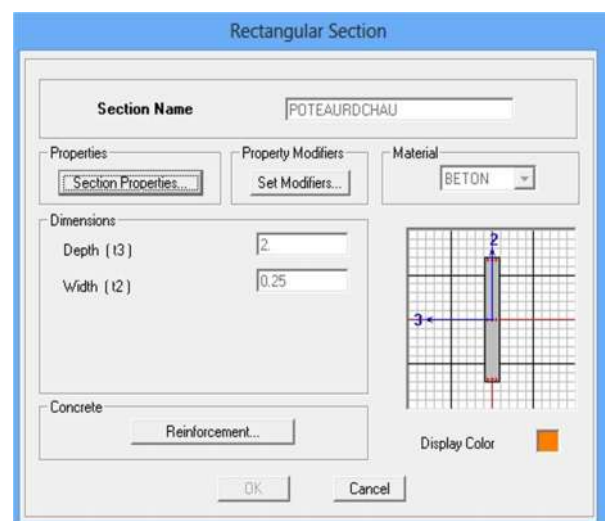 Rectangular Section
Section Name POTEAURDCHAU
Properties Property Modifiers Material
Section Properties... Set Modifiers... BETON
Dimensions
Depth ( t3 ) 2.
Width ( t2 ) 0.25
2
3
Concrete
Reinforcement...
Display Color
OK Cancel